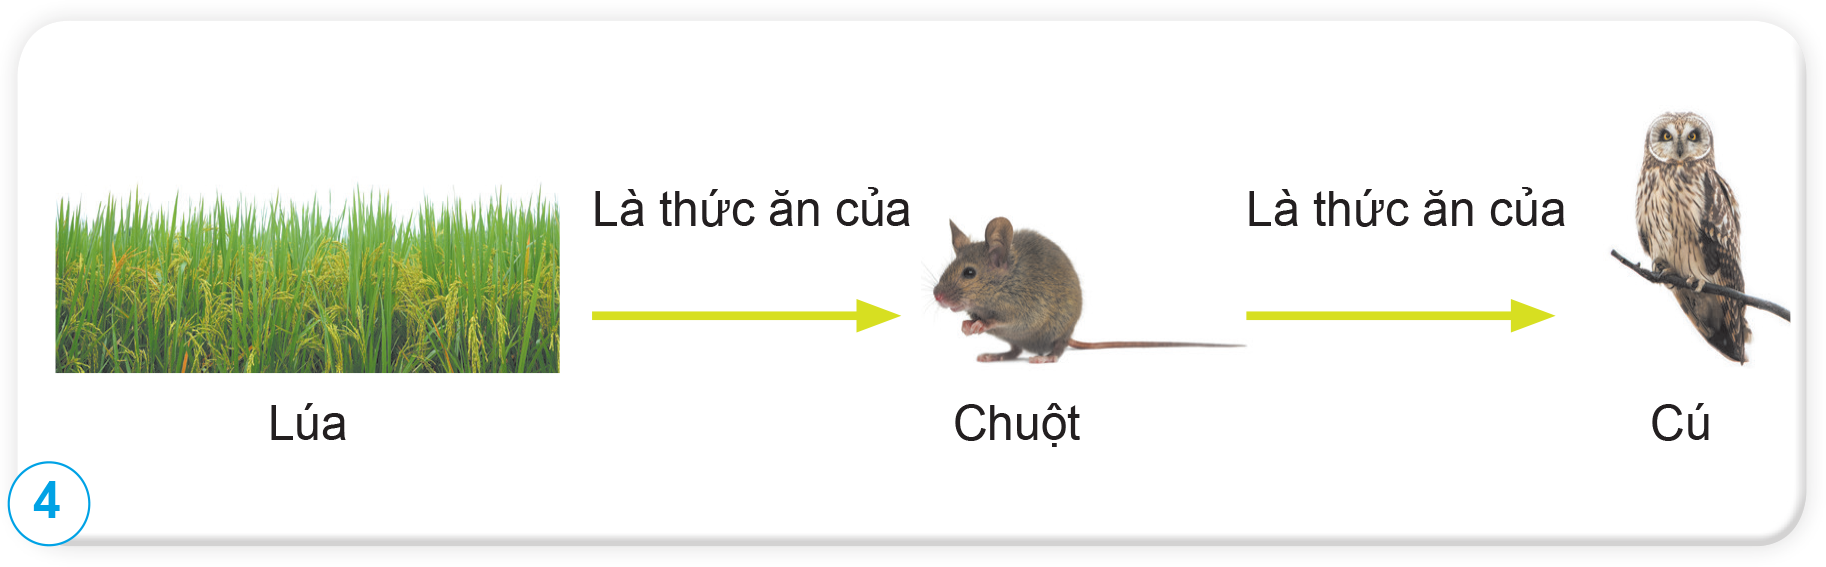 Là thức ăn của
Là thức ăn của
Lúa
Chuột
Cú
4